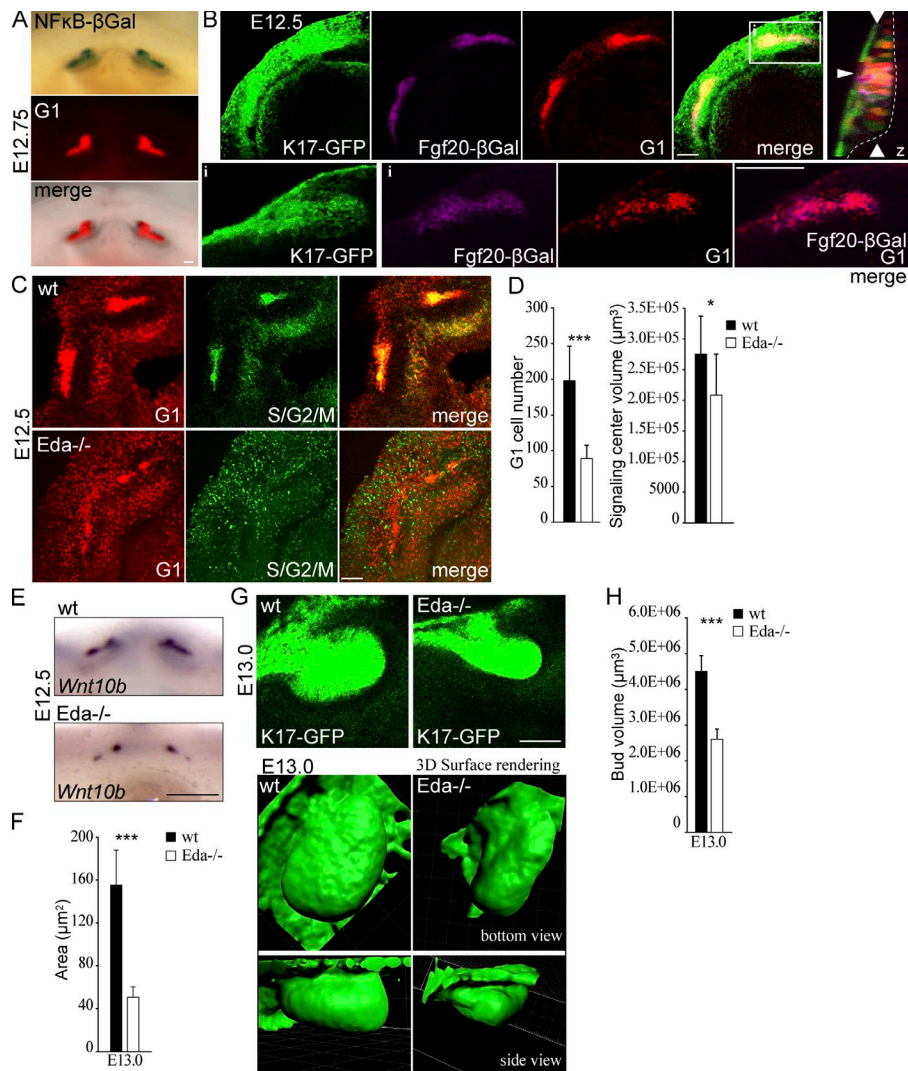 A
NFκB-βGal
G1
merge
E12.75
B
E12.5
K17-GFP
Fgf20-βGal
G1
i
merge
z
i
K17-GFP
i
Fgf20-βGal
G1
Fgf20-βGal
G1
merge
C
wt
G1
S/G2/M
merge
E12.5
Eda-/-
G1
S/G2/M
merge
D
G1 cell number
300
250
200
150
100
50
0
***
Signaling center volume (μm³)
3.5E+05
3.0E+05
2.5E+05
2.0E+05
1.5E+05
1.0E+05
5000
0
*
wt
Eda-/-
E
E12.5
wt
Wnt10b
Eda-/-
Wnt10b
F
Area (μm²)
200
160
120
80
40
0
***
E13.0
wt
Eda-/-
G
E13.0
wt
K17-GFP
Eda-/-
K17-GFP
E13.0
3D Surface rendering
wt
Eda-/-
bottom view
side view
H
Bud volume (μm³)
6.0E+06
5.0E+06
4.0E+06
3.0E+06
2.0E+06
1.0E+06
0
***
E13.0
wt
Eda-/-